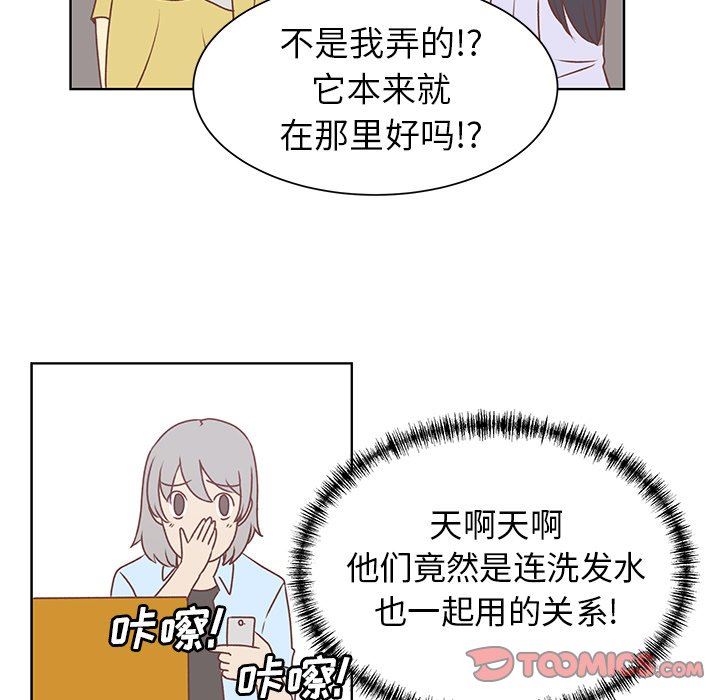 不是我弄的!?
它本来就
在那里好吗!?
天啊天啊
他们竟然是连洗发水
也一起用的关系!
咔嚓!
咔嚓!
TOOMICS.com